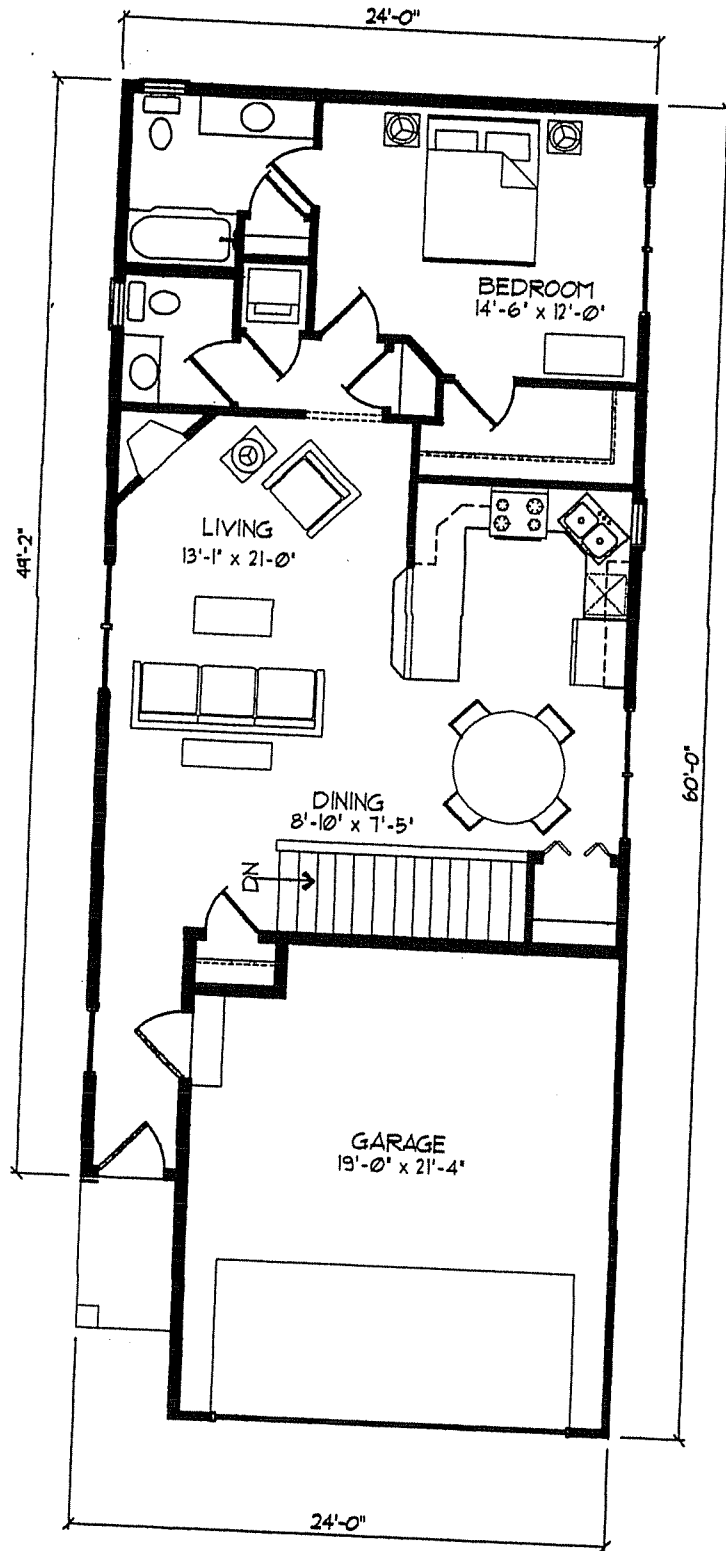 24'-0"
BEDROOM
14'-6" x 12'-0"
49'-2"
LIVING
13'-1" x 21'-0"
60'-0"
DINING
8'-10" x 7'-5"
DN
GARAGE
19'-0" x 21'-4"
24'-0"